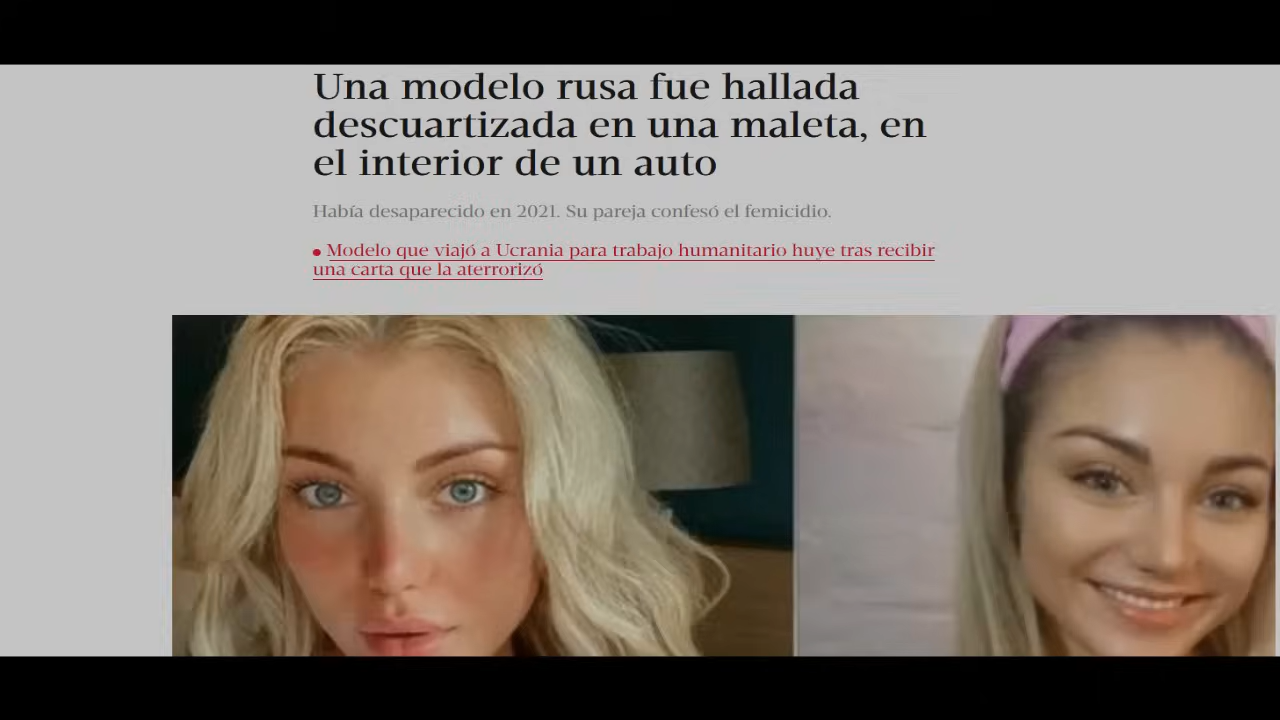 Una modelo rusa fue hallada
descuartizada en una maleta, en
el interior de un auto
Había desaparecido en 2021. Su pareja confesó el femicidio.
• Modelo que viajó a Ucrania para trabajo humanitario huye tras recibir
una carta que la aterrorizó